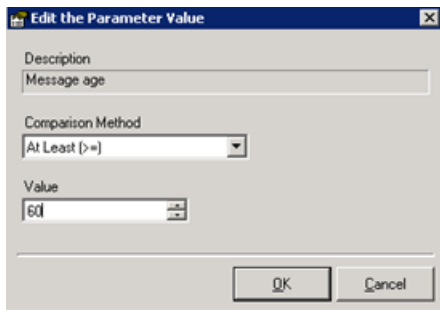 Edit the Parameter Value
Description
Message age
Comparison Method
At Least (>=)
Value
60
OK Cancel